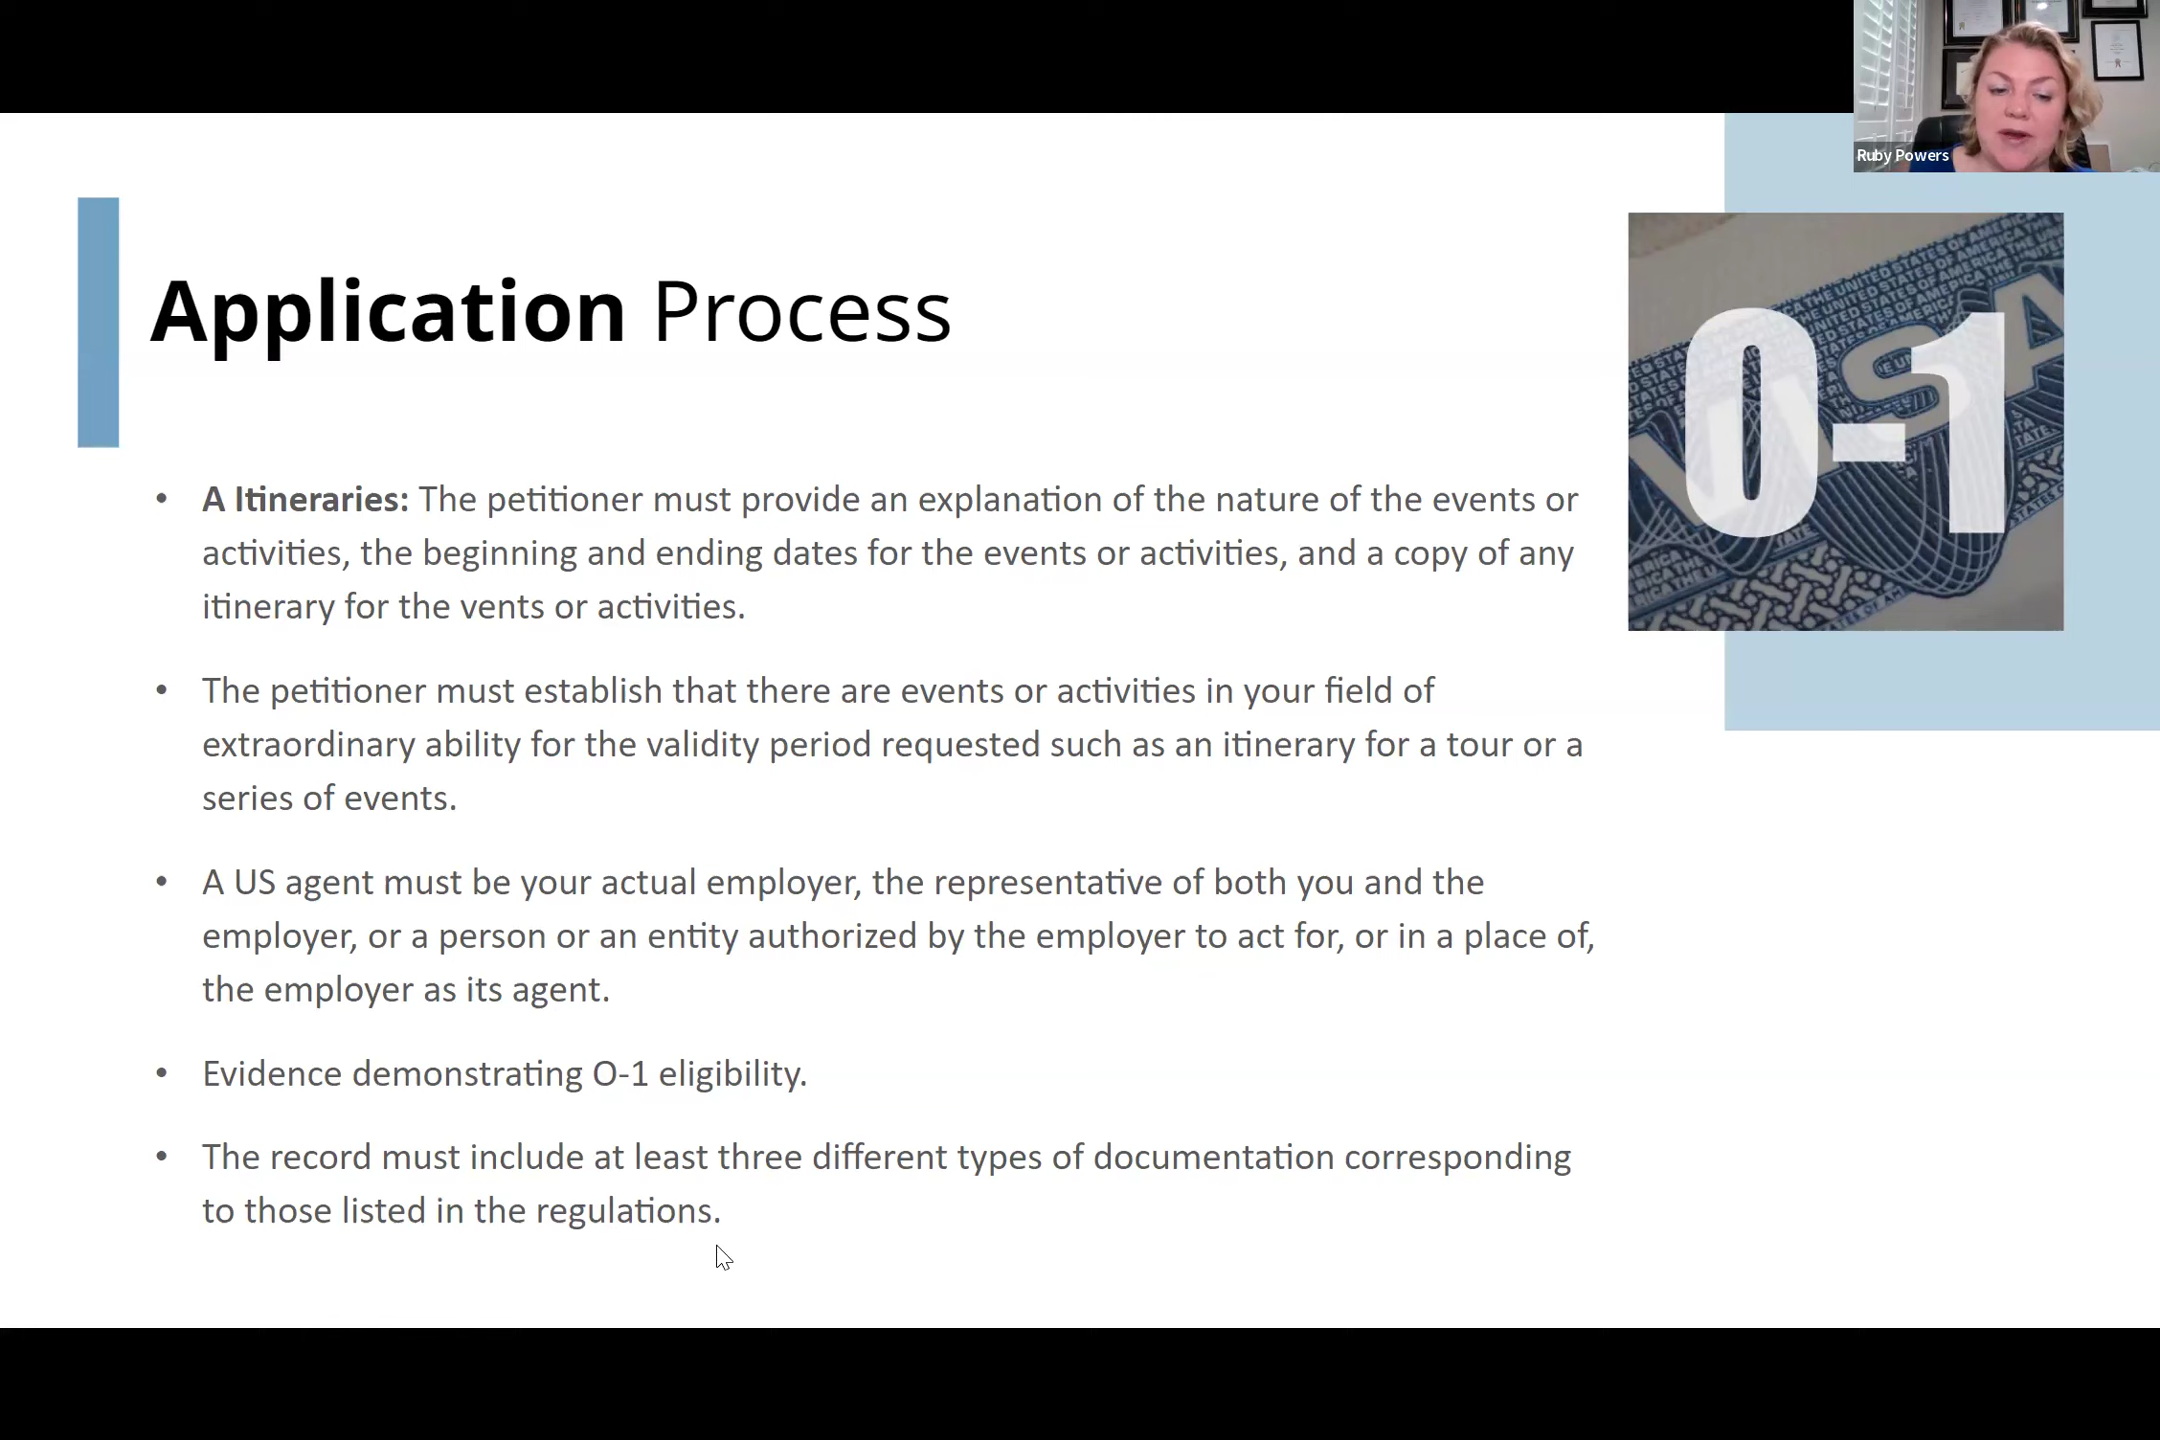 Ruby Powers
Application Process
O-1
• A Itineraries: The petitioner must provide an explanation of the nature of the events or
activities, the beginning and ending dates for the events or activities, and a copy of any
itinerary for the vents or activities.
• The petitioner must establish that there are events or activities in your field of
extraordinary ability for the validity period requested such as an itinerary for a tour or a
series of events.
• A US agent must be your actual employer, the representative of both you and the
employer, or a person or an entity authorized by the employer to act for, or in a place of,
the employer as its agent.
• Evidence demonstrating O-1 eligibility.
• The record must include at least three different types of documentation corresponding
to those listed in the regulations.